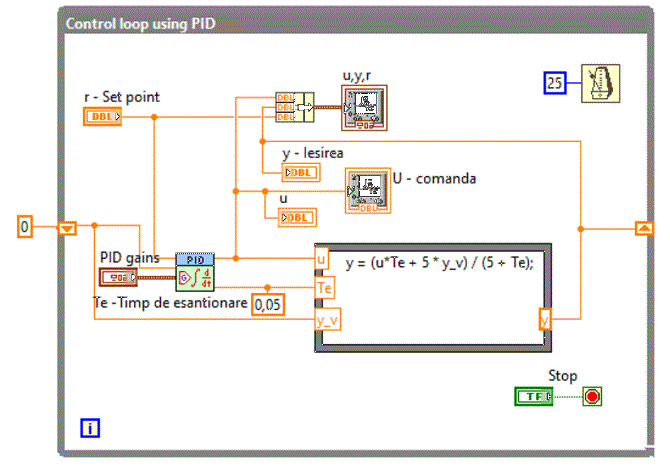 Control loop using PID
u,y,r
25
r - Set point
DBL
DBL
DBL
DBL
y - Iesirea
DBL
U - comanda
DBL
u
DBL
0
PID gains
PID
Te -Timp de esantionare
0,05
u
y = (u*Te + 5 * y_v) / (5 + Te);
Te
y_v
y
Stop
TF
i